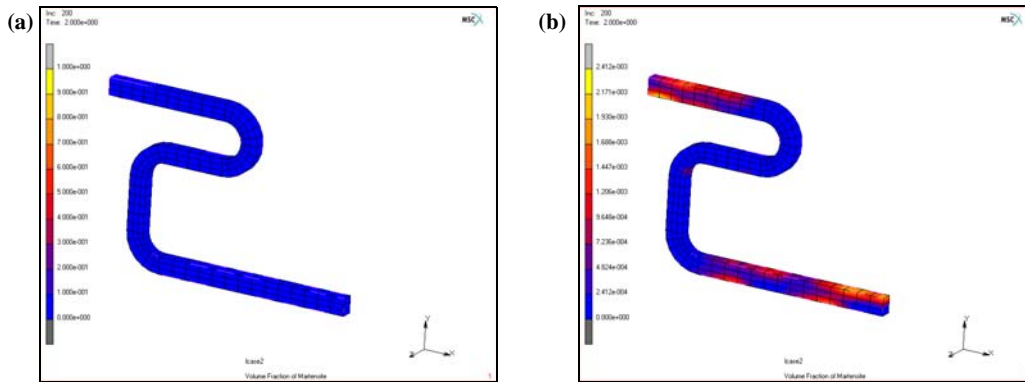 (a)
Inc: 200
Time: 2.000e+000
MSC
1.000e+000
9.000e-001
8.000e-001
7.000e-001
6.000e-001
5.000e-001
4.000e-001
3.000e-001
2.000e-001
1.000e-001
0.000e+000
Y
Z
X
lcase2
Volume Fraction of Martensite
1
(b)
Inc: 200
Time: 2.000e+000
MSC
2.412e-003
2.171e-003
1.930e-003
1.688e-003
1.447e-003
1.206e-003
9.648e-004
7.236e-004
4.824e-004
2.412e-004
0.000e+000
Y
Z
X
lcase2
Volume Fraction of Martensite
1